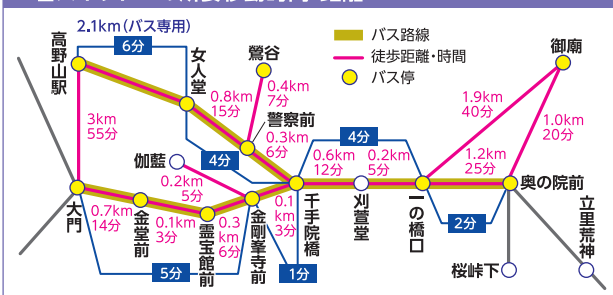 2.1km(バス専用)
6分
高野山駅
女人堂
鶯谷
バス路線
徒歩距離・時間
バス停
御廟
0.8km
15分
0.4km
7分
警察前
0.3km
6分
3km
55分
1.9km
40分
1.0km
20分
4分
4分
伽藍
0.2km
5分
0.6km
12分
0.2km
5分
1.2km
25分
奥の院前
大門
0.7km
14分
金堂前
0.1km
3分
霊宝館前
0.3km
6分
金剛峯寺前
0.1km
3分
千手院橋
刈萱堂
一の橋口
2分
立里荒神
5分
1分
桜峠下